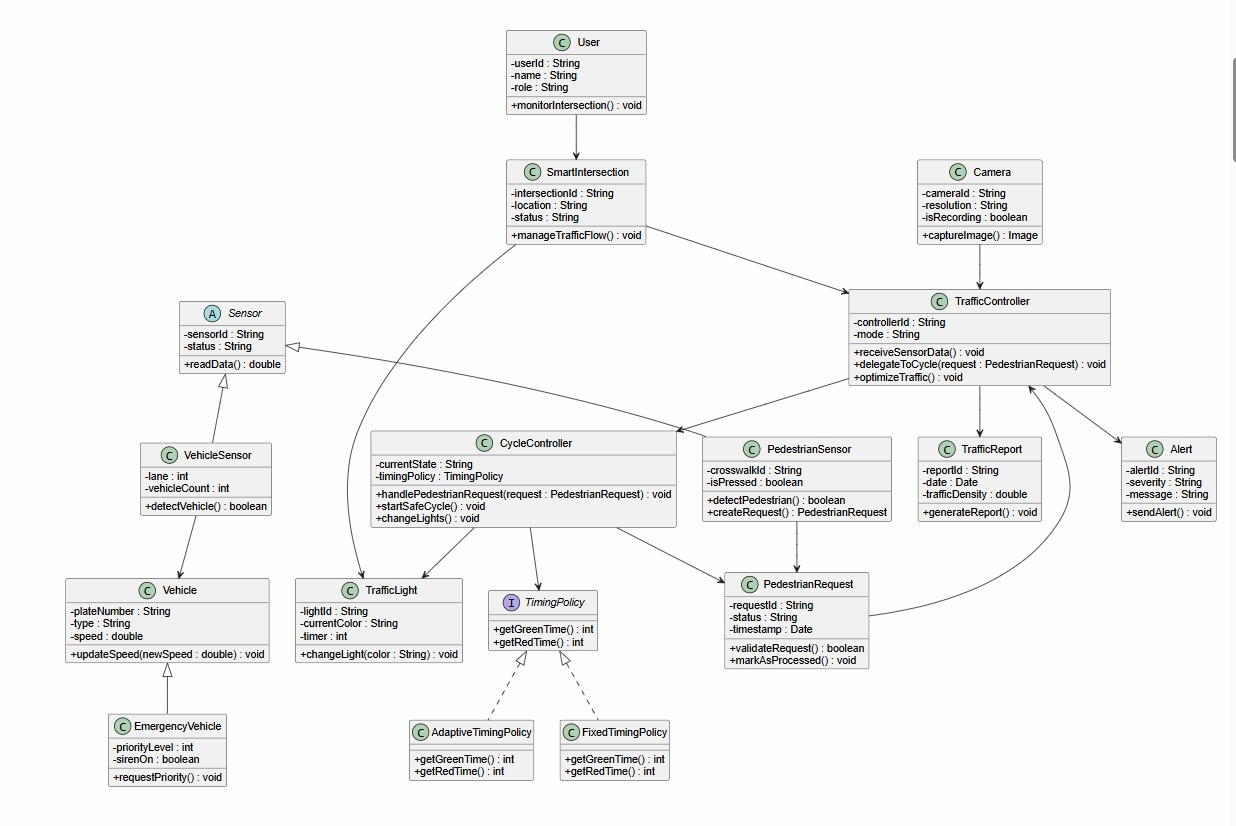 C User
-userId : String
-name : String
-role : String
+monitorIntersection() : void
C SmartIntersection
-intersectionId : String
-location : String
-status : String
+manageTrafficFlow() : void
C Camera
-cameraId : String
-resolution : String
-isRecording : boolean
+captureImage() : Image
A Sensor
-sensorId : String
-status : String
+readData() : double
C TrafficController
-controllerId : String
-mode : String
+receiveSensorData() : void
+delegateToCycle(request : PedestrianRequest) : void
+optimizeTraffic() : void
C VehicleSensor
-lane : int
-vehicleCount : int
+detectVehicle() : boolean
C CycleController
-currentState : String
-timingPolicy : TimingPolicy
+handlePedestrianRequest(request : PedestrianRequest) : void
+startSafeCycle() : void
+changeLights() : void
C PedestrianSensor
-crosswalkId : String
-isPressed : boolean
+detectPedestrian() : boolean
+createRequest() : PedestrianRequest
C TrafficReport
-reportId : String
-date : Date
-trafficDensity : double
+generateReport() : void
C Alert
-alertId : String
-severity : String
-message : String
+sendAlert() : void
C Vehicle
-plateNumber : String
-type : String
-speed : double
+updateSpeed(newSpeed : double) : void
C TrafficLight
-lightId : String
-currentColor : String
-timer : int
+changeLight(color : String) : void
I TimingPolicy
+getGreenTime() : int
+getRedTime() : int
C PedestrianRequest
-requestId : String
-status : String
-timestamp : Date
+validateRequest() : boolean
+markAsProcessed() : void
C EmergencyVehicle
-priorityLevel : int
-sirenOn : boolean
+requestPriority() : void
C AdaptiveTimingPolicy
+getGreenTime() : int
+getRedTime() : int
C FixedTimingPolicy
+getGreenTime() : int
+getRedTime() : int